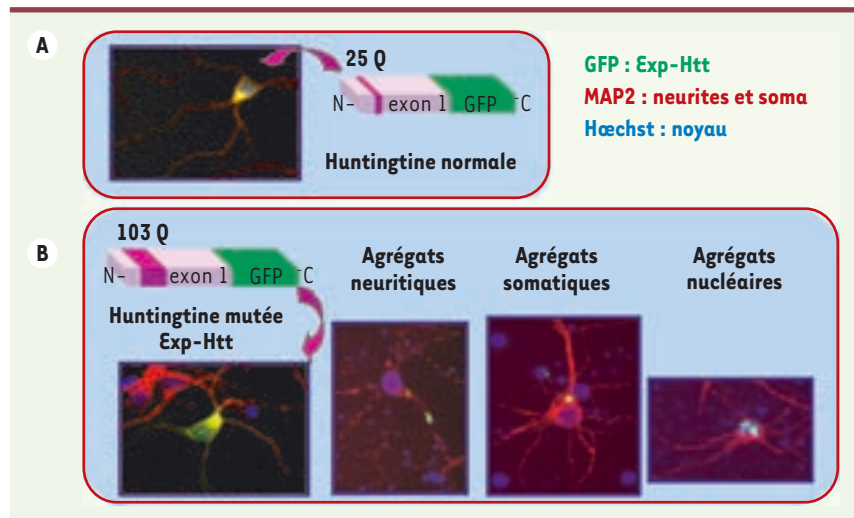 A
25 Q
N- exon 1 GFP -C
Huntingtine normale
GFP : Exp-Htt
MAP2 : neurites et soma
Hœchst : noyau
B
103 Q
N- exon 1 GFP -C
Huntingtine mutée
Exp-Htt
Agrégats
neuritiques
Agrégats
somatiques
Agrégats
nucléaires